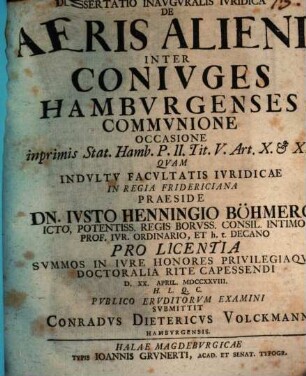 DISSERTATIO INAVGVRALIS IVRIDICA
DE
AERIS ALIENI
INTER
CONIVGES
HAMBVRGENSES
COMMVNIONE
OCCASIONE
inprimis Stat. Hamb. P. II. Tit. V. Art. X. & X
QVAM
INDVLTV FACVLTATIS IVRIDICAE
IN REGIA FRIDERICIANA
PRAESIDE
DN. IVSTO HENNINGIO BÖHMERO
ICTO, POTENTISS. REGIS BORVSS. CONSIL. INTIMO
PROF. IVR. ORDINARIO, ET h. t. DECANO
PRO LICENTIA
SVMMOS IN IVRE HONORES PRIVILEGIAQV
DOCTORALIA RITE CAPESSENDI
D. XX. APRIL. MDCCXXVIII.
H. L. Q. C.
PVBLICO ERVDITORVM EXAMINI
SVBMITTIT
CONRADVS DIETERICVS VOLCKMANN
HAMBVRGENSIS.
HALAE MAGDEBVRGICAE
TYPIS IOANNIS GRVNERTI, ACAD. ET SENAT. TYPOGR.